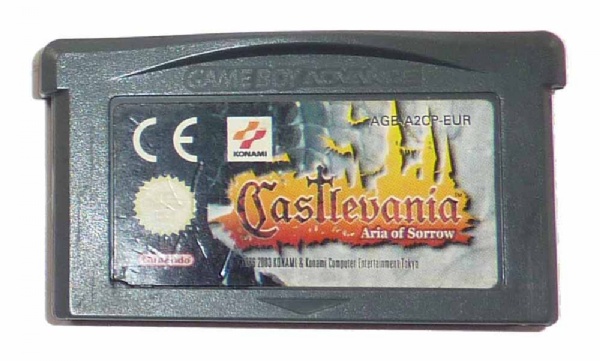 GAME BOY ADVANCE
CE
KONAMI
AGB-A2CP-EUR
Castlevania
Aria of Sorrow
Nintendo
2003 KONAMI & Konami Computer Entertainment Tokyo